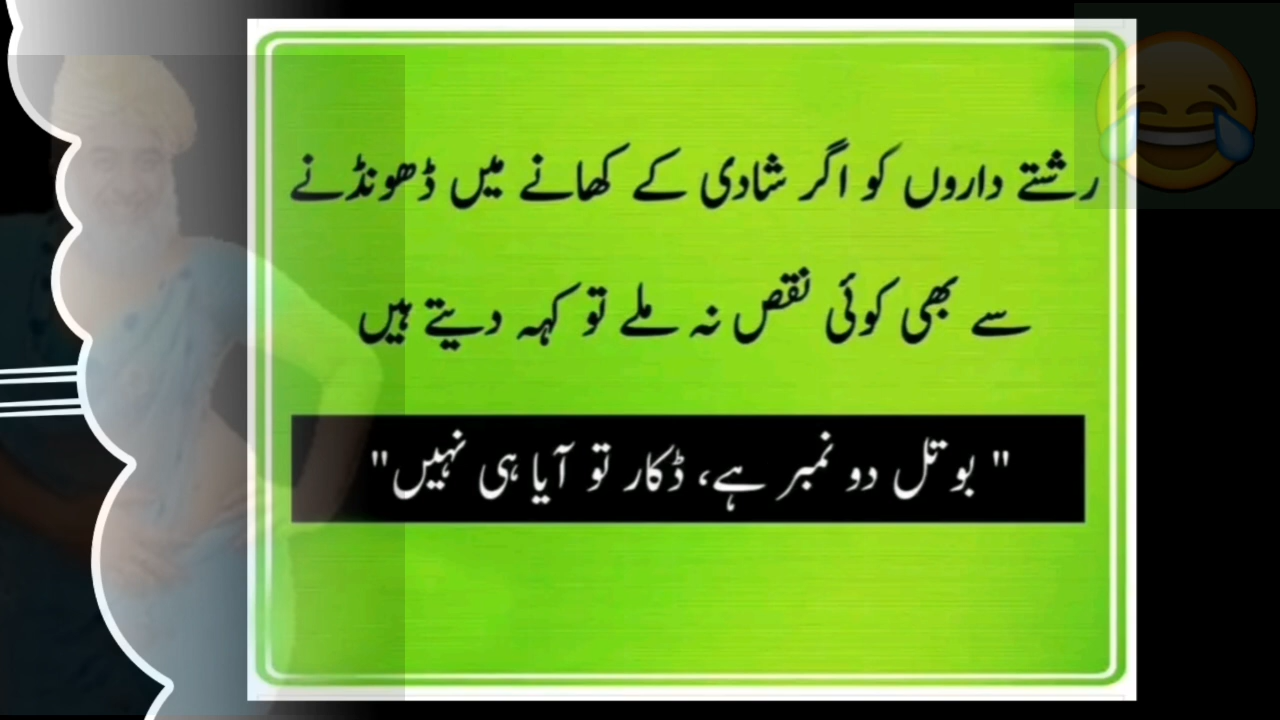 رشتے داروں کو اگر شادی کے کھانے میں ڈھونڈنے
سے بھی کوئی نقص نہ ملے تو کہہ دیتے ہیں
" بوتل دو نمبر ہے، ڈکار تو آیا ہی نہیں"